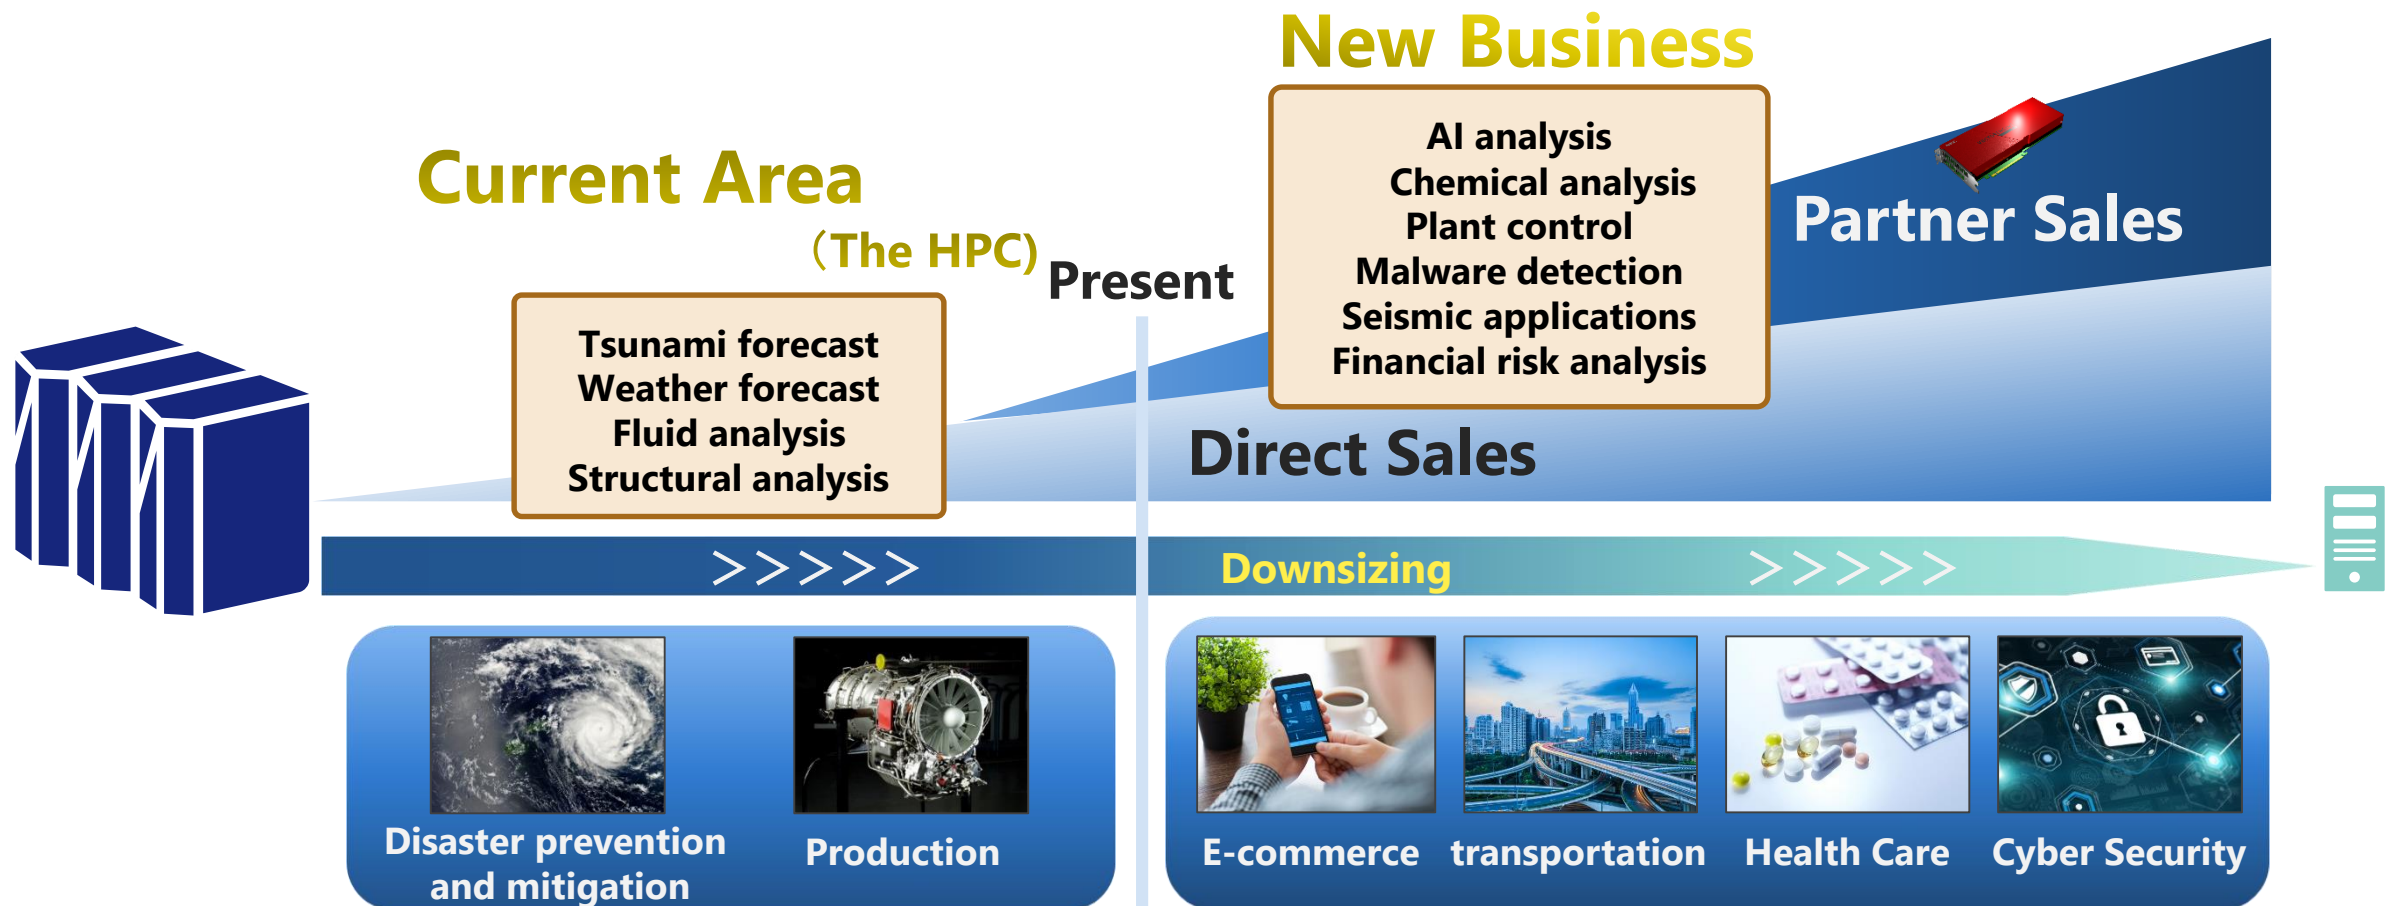 New Business
AI analysis
Chemical analysis
Plant control
Malware detection
Seismic applications
Financial risk analysis
Current Area
（The HPC)
Present
Partner Sales
Tsunami forecast
Weather forecast
Fluid analysis
Structural analysis
Direct Sales
>>>>>
Downsizing
>>>>>
Disaster prevention
and mitigation
Production
E-commerce
transportation
Health Care
Cyber Security